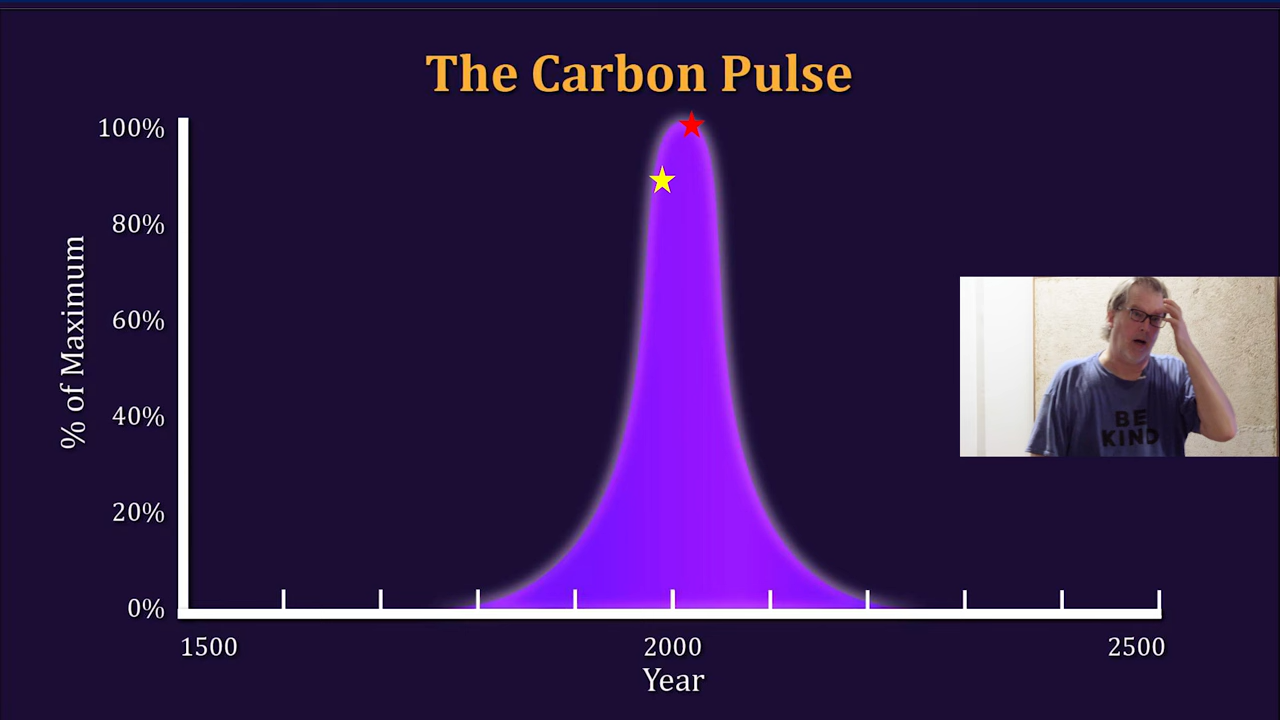 The Carbon Pulse
100%
80%
60%
40%
20%
0%
% of Maximum
1500
2000
2500
Year
BE
KIND